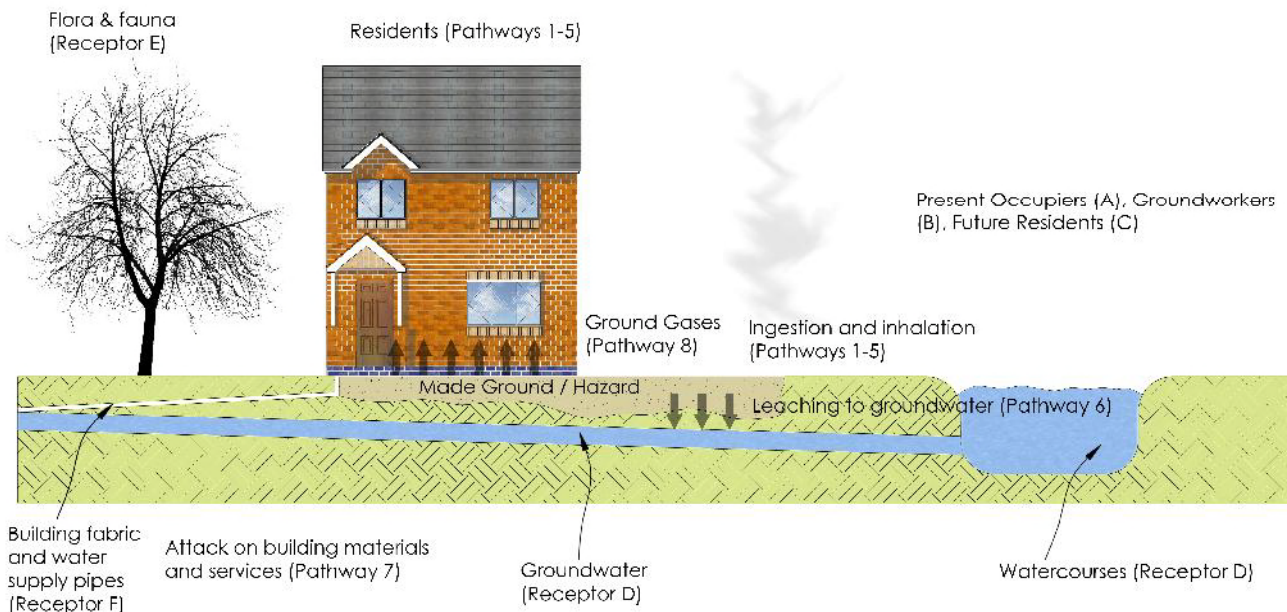 Flora & fauna
(Receptor E)
Residents (Pathways 1-5)
Present Occupiers (A), Groundworkers
(B), Future Residents (C)
Ground Gases
(Pathway 8)
Ingestion and inhalation
(Pathways 1-5)
Made Ground / Hazard
Leaching to groundwater (Pathway 6)
Building fabric
and water
supply pipes
(Receptor F)
Attack on building materials
and services (Pathway 7)
Groundwater
(Receptor D)
Watercourses (Receptor D)